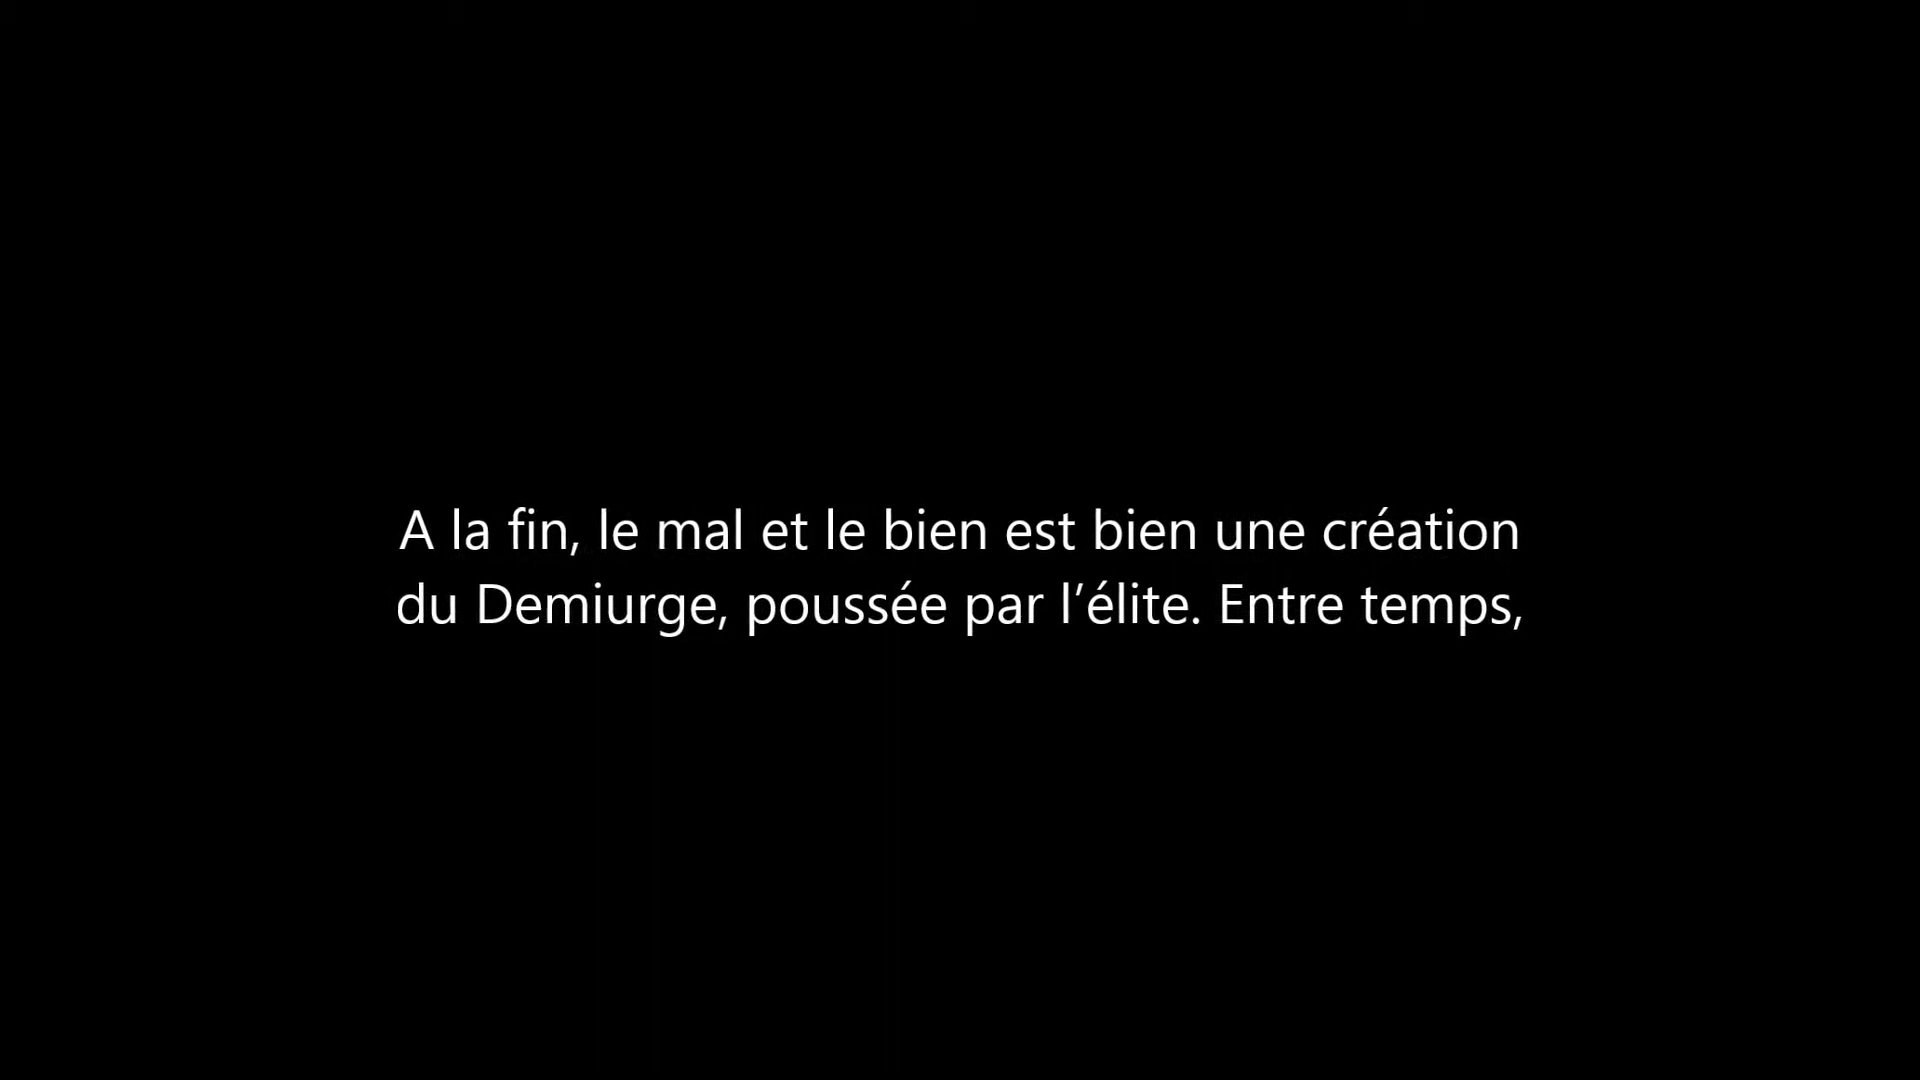 A la fin, le mal et le bien est bien une création
du Demiurge, poussée par l’élite. Entre temps,